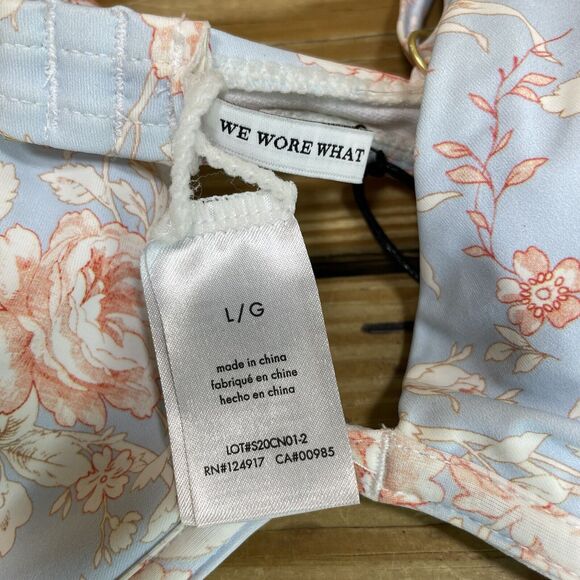 WE WORE WHAT
L/G
made in china
fabriqué en chine
hecho en china
LOT#S20CN01-2
RN#124917 CA#00985